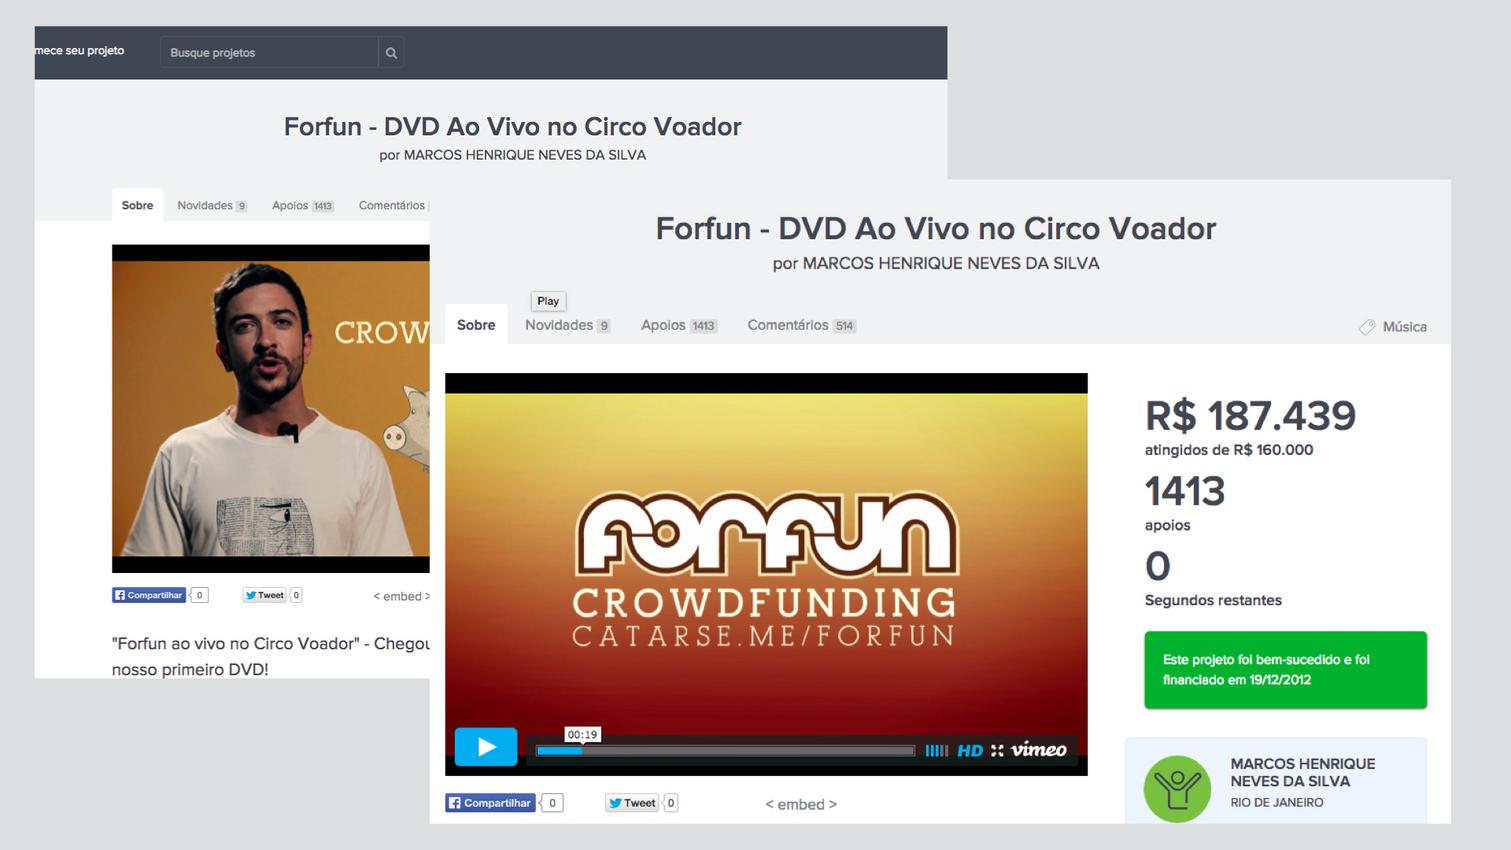 mece seu projeto
Busque projetos
Forfun - DVD Ao Vivo no Circo Voador
por MARCOS HENRIQUE NEVES DA SILVA
Sobre Novidades 9 Apoios 1413 Comentários
CROW
Compartilhar 0 Tweet 0 < embed >
"Forfun ao vivo no Circo Voador" - Chegou
nosso primeiro DVD!
Forfun - DVD Ao Vivo no Circo Voador
por MARCOS HENRIQUE NEVES DA SILVA
Play
Sobre Novidades 9 Apoios 1413 Comentários 514 Música
forfun
CROWDFUNDING
CATARSE.ME/FORFUN
00:19
HD vimeo
Compartilhar 0 Tweet 0 < embed >
R$ 187.439
atingidos de R$ 160.000
1413
apoios
0
Segundos restantes
Este projeto foi bem-sucedido e foi
financiado em 19/12/2012
MARCOS HENRIQUE
NEVES DA SILVA
RIO DE JANEIRO